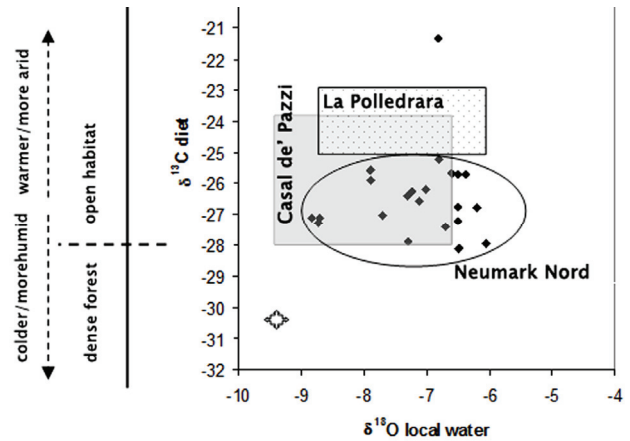 warmer/more arid
colder/morehumid
open habitat
dense forest
δ¹³C diet
-21
-22
-23
-24
-25
-26
-27
-28
-29
-30
-31
-32
La Polledrara
Casal de' Pazzi
Neumark Nord
-10
-9
-8
-7
-6
-5
-4
δ¹⁸O local water